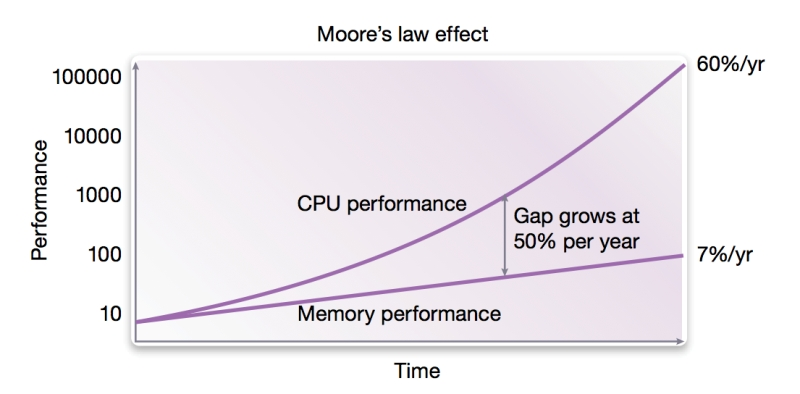 Moore’s law effect
100000
10000
1000
100
10
Performance
CPU performance
Gap grows at
50% per year
Memory performance
60%/yr
7%/yr
Time